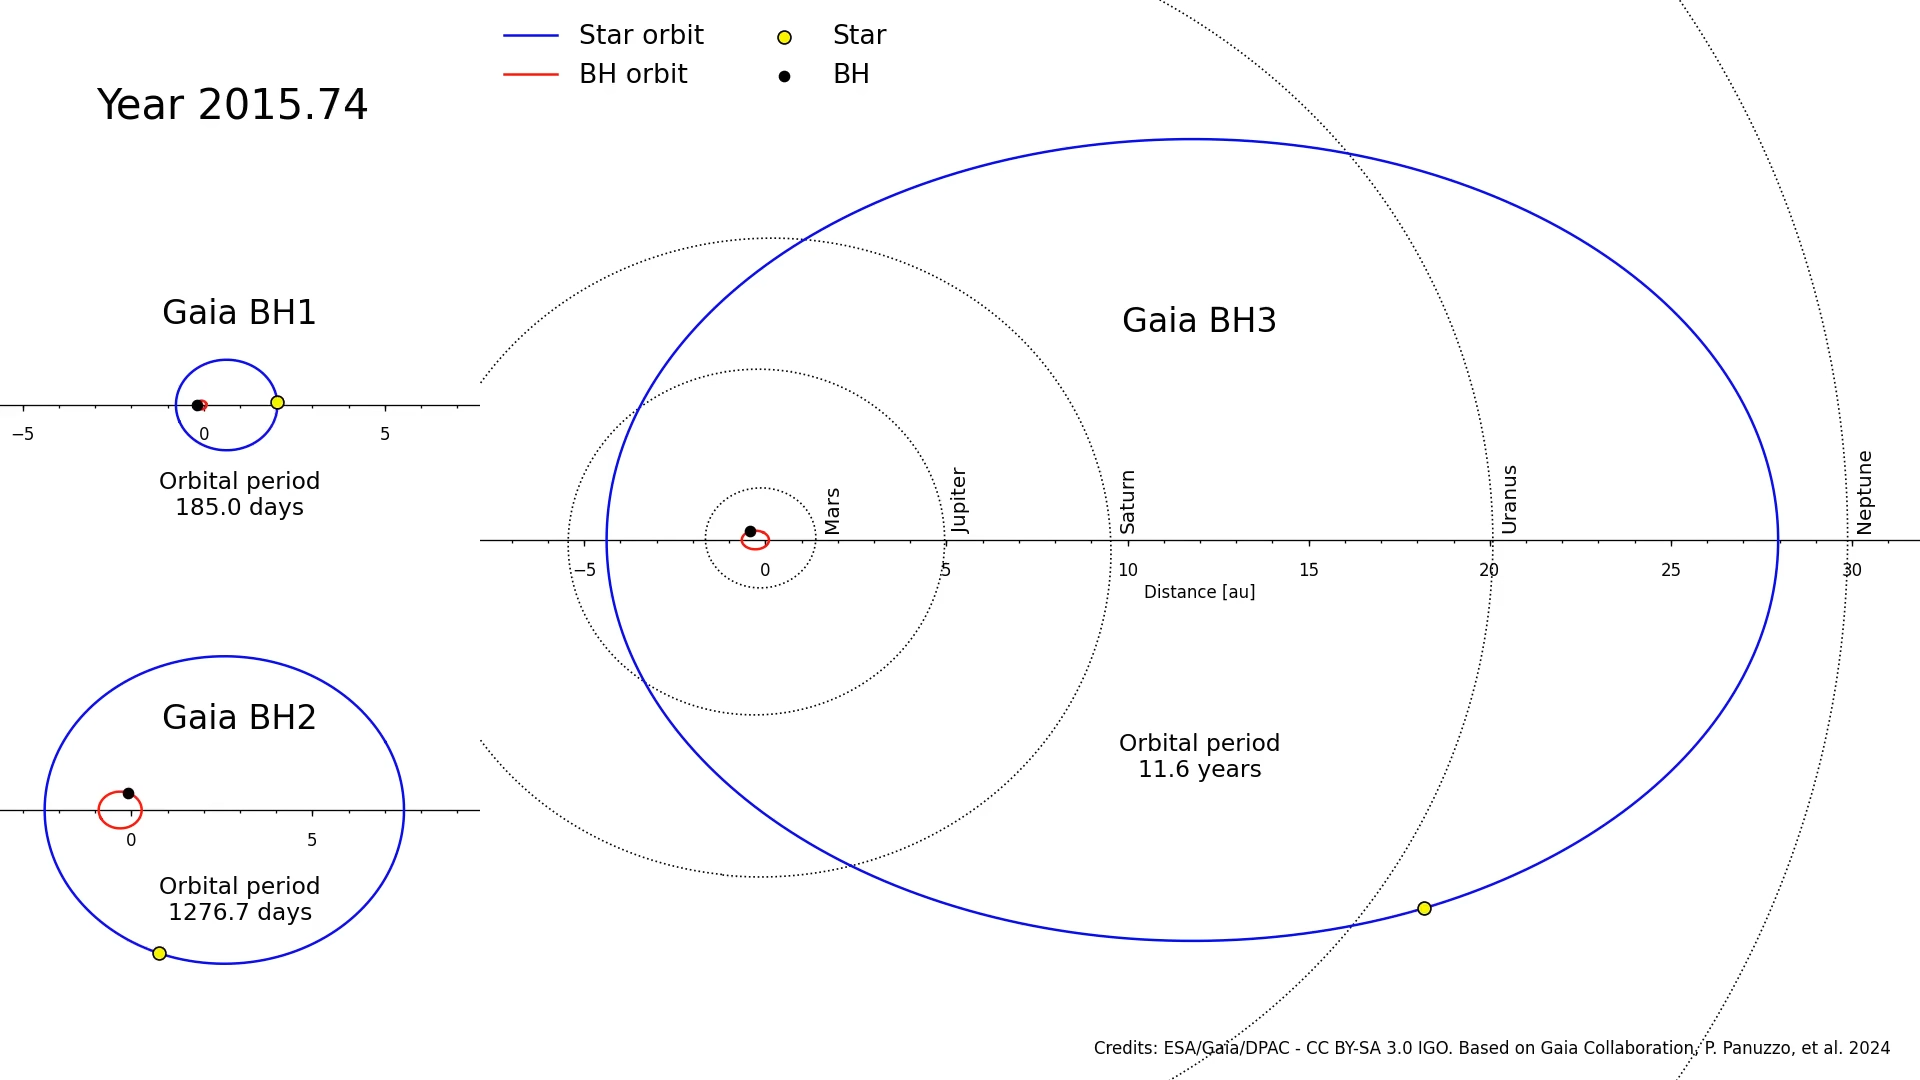 Star orbit
BH orbit
Star
BH
Year 2015.74
Gaia BH1
−5
0
5
Orbital period
185.0 days
Gaia BH2
0
5
Orbital period
1276.7 days
Gaia BH3
Mars
Jupiter
Saturn
Uranus
Neptune
−5
0
5
10
15
20
25
30
Distance [au]
Orbital period
11.6 years
Credits: ESA/Gaia/DPAC - CC BY-SA 3.0 IGO. Based on Gaia Collaboration, P. Panuzzo, et al. 2024